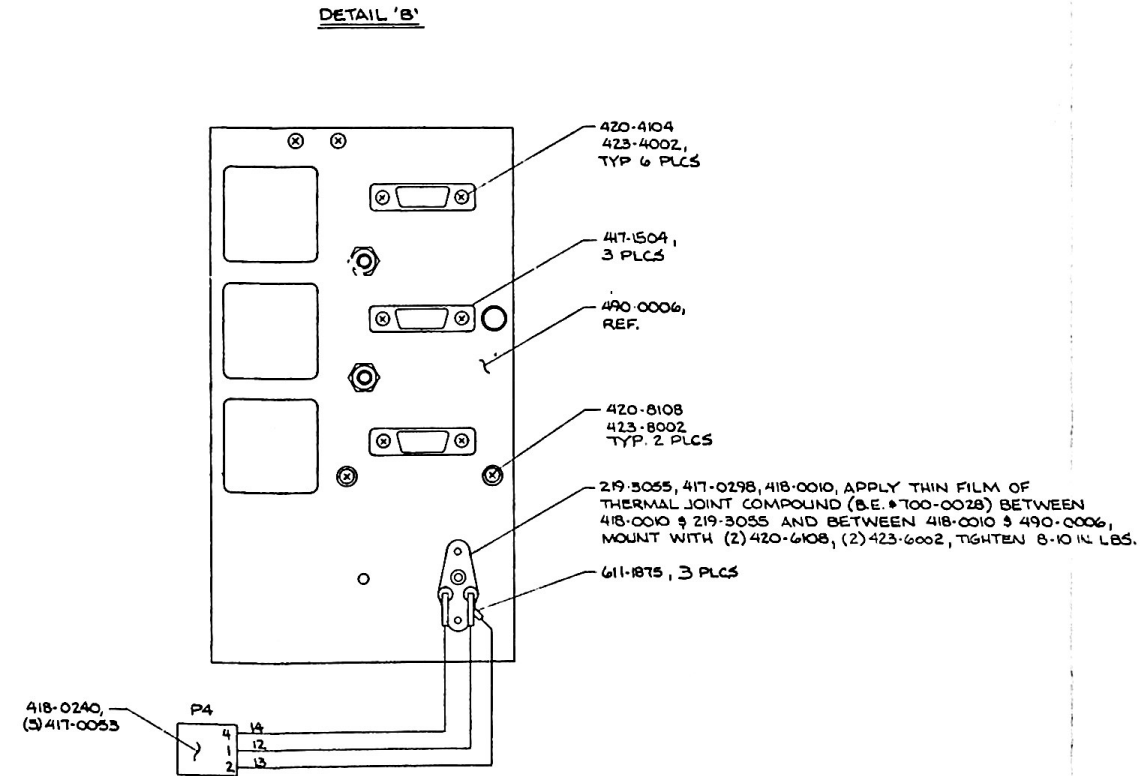 DETAIL 'B'
420-4104
423-4002,
TYP 6 PLCS
417-1504,
3 PLCS
490-0006,
REF.
420-8108
423-8002
TYP. 2 PLCS
219-3055, 417-0298, 418-0010, APPLY THIN FILM OF
THERMAL JOINT COMPOUND (B.E. #700-0028) BETWEEN
418-0010 & 219-3055 AND BETWEEN 418-0010 & 490-0006,
MOUNT WITH (2) 420-6108, (2) 423-6002, TIGHTEN 8-10 IN LBS.
611-1875, 3 PLCS
418-0240,
(3) 417-0053
P4
4 14
1 12
2 13